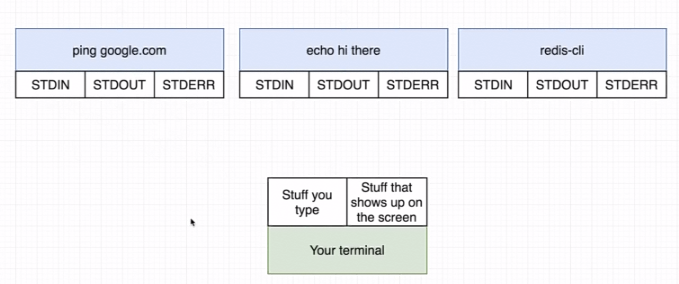 ping google.com
echo hi there
redis-cli
STDIN STDOUT STDERR
STDIN STDOUT STDERR
STDIN STDOUT STDERR
Stuff you
type
Stuff that
shows up on
the screen
Your terminal